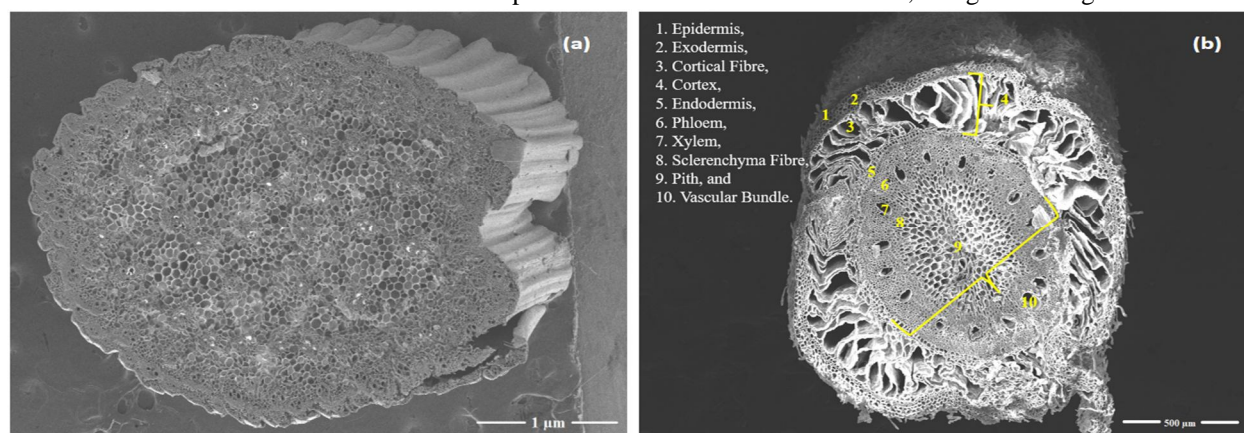 (a)
1 µm
1. Epidermis,
2. Exodermis,
3. Cortical Fibre,
4. Cortex,
5. Endodermis,
6. Phloem,
7. Xylem,
8. Sclerenchyma Fibre,
9. Pith, and
10. Vascular Bundle.
(b)
1
2
3
4
5
6
7
8
9
10
500 µm